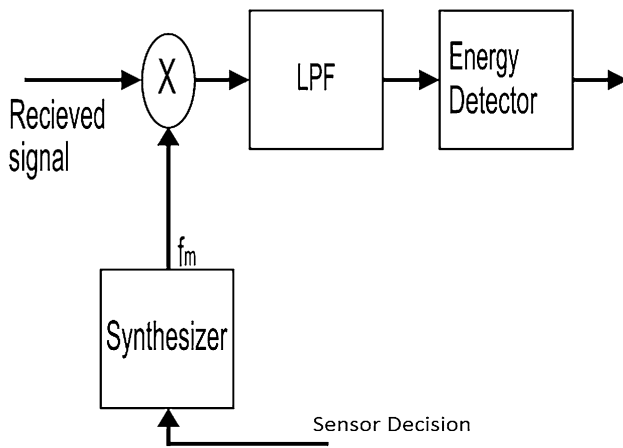 X
LPF
Energy
Detector
Recieved
signal
fm
Synthesizer
Sensor Decision